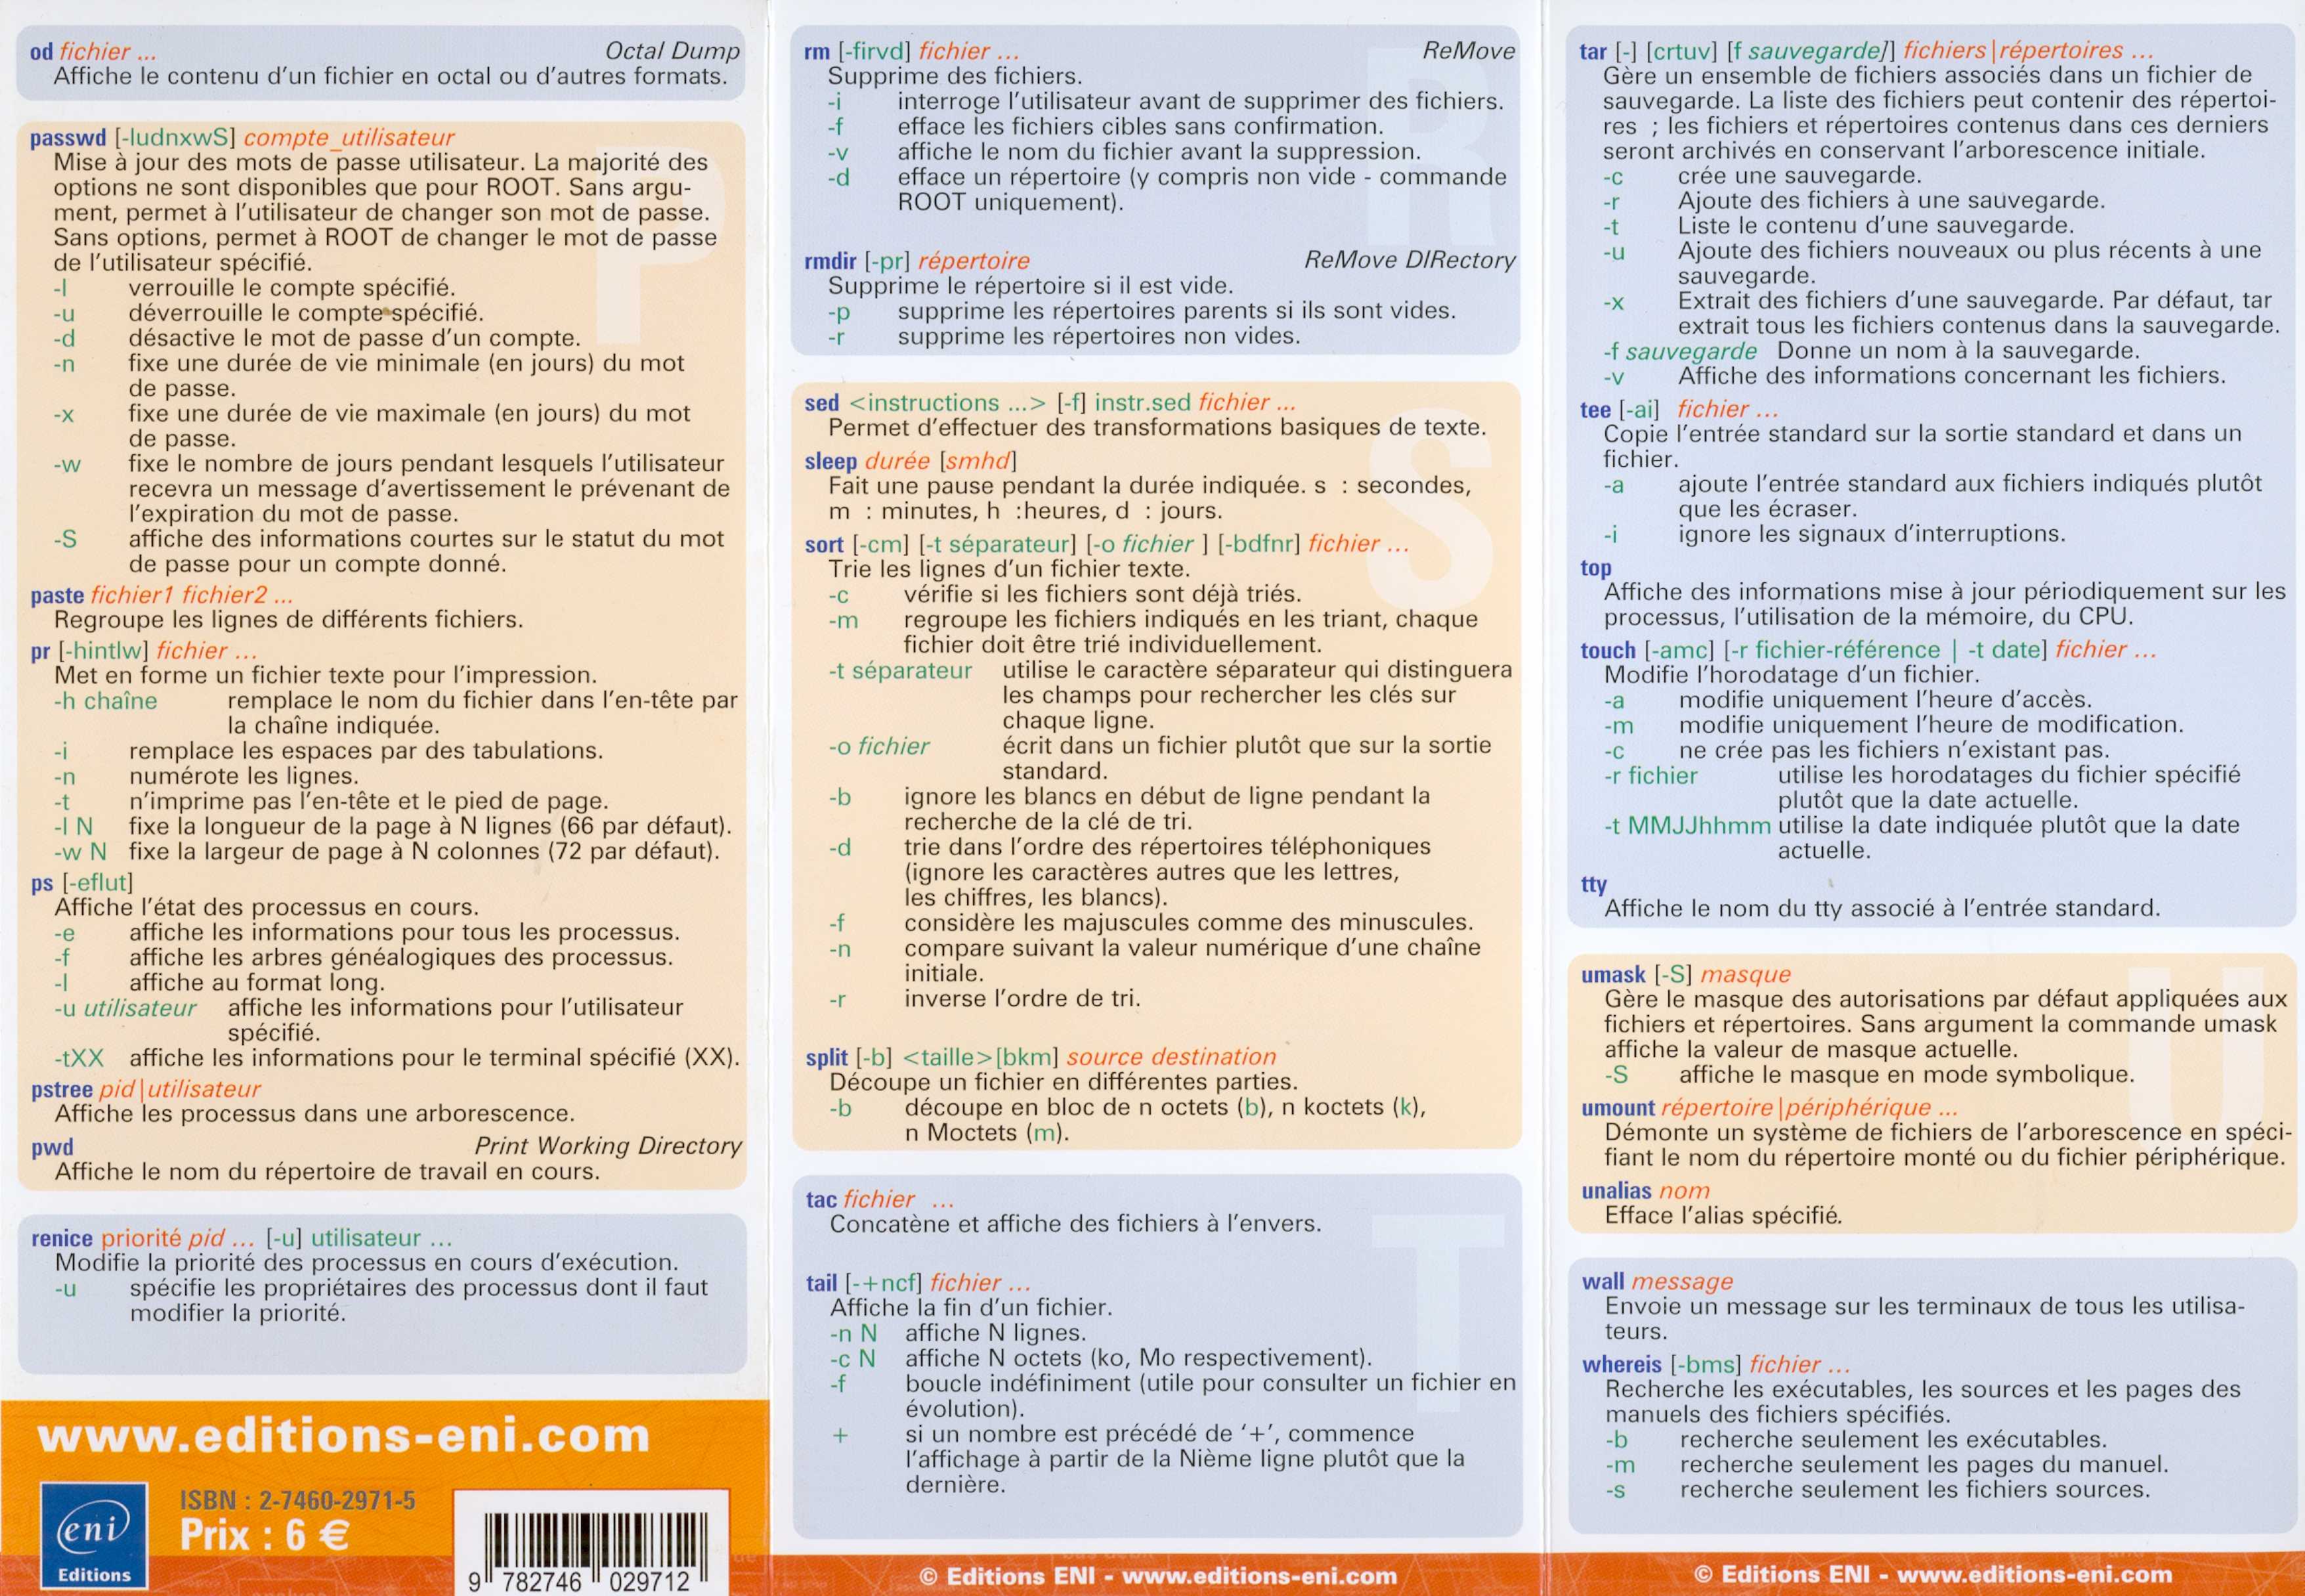 od fichier ... Octal Dump
Affiche le contenu d'un fichier en octal ou d'autres formats.
passwd [-ludnxwS] compte_utilisateur
Mise à jour des mots de passe utilisateur. La majorité des
options ne sont disponibles que pour ROOT. Sans argu-
ment, permet à l'utilisateur de changer son mot de passe.
Sans options, permet à ROOT de changer le mot de passe
de l'utilisateur spécifié.
-l verrouille le compte spécifié.
-u déverrouille le compte spécifié.
-d désactive le mot de passe d'un compte.
-n fixe une durée de vie minimale (en jours) du mot
de passe.
-x fixe une durée de vie maximale (en jours) du mot
de passe.
-w fixe le nombre de jours pendant lesquels l'utilisateur
recevra un message d'avertissement le prévenant de
l'expiration du mot de passe.
-S affiche des informations courtes sur le statut du mot
de passe pour un compte donné.
paste fichier1 fichier2 ...
Regroupe les lignes de différents fichiers.
pr [-hintlw] fichier ...
Met en forme un fichier texte pour l'impression.
-h chaîne remplace le nom du fichier dans l'en-tête par
la chaîne indiquée.
-i remplace les espaces par des tabulations.
-n numérote les lignes.
-t n'imprime pas l'en-tête et le pied de page.
-l N fixe la longueur de la page à N lignes (66 par défaut).
-w N fixe la largeur de page à N colonnes (72 par défaut).
ps [-eflut]
Affiche l'état des processus en cours.
-e affiche les informations pour tous les processus.
-f affiche les arbres généalogiques des processus.
-l affiche au format long.
-u utilisateur affiche les informations pour l'utilisateur
spécifié.
-tXX affiche les informations pour le terminal spécifié (XX).
pstree pid|utilisateur
Affiche les processus dans une arborescence.
pwd Print Working Directory
Affiche le nom du répertoire de travail en cours.
P
renice priorité pid ... [-u] utilisateur ...
Modifie la priorité des processus en cours d'exécution.
-u spécifie les propriétaires des processus dont il faut
modifier la priorité.
www.editions-eni.com
eni
Editions
ISBN : 2-7460-2971-5
Prix : 6 €
9 782746 029712
rm [-firvd] fichier ... ReMove
Supprime des fichiers.
-i interroge l'utilisateur avant de supprimer des fichiers.
-f efface les fichiers cibles sans confirmation.
-v affiche le nom du fichier avant la suppression.
-d efface un répertoire (y compris non vide - commande
ROOT uniquement).
R
rmdir [-pr] répertoire ReMove DIRectory
Supprime le répertoire si il est vide.
-p supprime les répertoires parents si ils sont vides.
-r supprime les répertoires non vides.
sed <instructions ...> [-f] instr.sed fichier ...
Permet d'effectuer des transformations basiques de texte.
sleep durée [smhd]
Fait une pause pendant la durée indiquée. s : secondes,
m : minutes, h :heures, d : jours.
S
sort [-cm] [-t séparateur] [-o fichier ] [-bdfnr] fichier ...
Trie les lignes d'un fichier texte.
-c vérifie si les fichiers sont déjà triés.
-m regroupe les fichiers indiqués en les triant, chaque
fichier doit être trié individuellement.
-t séparateur utilise le caractère séparateur qui distinguera
les champs pour rechercher les clés sur
chaque ligne.
-o fichier écrit dans un fichier plutôt que sur la sortie
standard.
-b ignore les blancs en début de ligne pendant la
recherche de la clé de tri.
-d trie dans l'ordre des répertoires téléphoniques
(ignore les caractères autres que les lettres,
les chiffres, les blancs).
-f considère les majuscules comme des minuscules.
-n compare suivant la valeur numérique d'une chaîne
initiale.
-r inverse l'ordre de tri.
split [-b] <taille>[bkm] source destination
Découpe un fichier en différentes parties.
-b découpe en bloc de n octets (b), n koctets (k),
n Moctets (m).
tac fichier ...
Concatène et affiche des fichiers à l'envers.
T
tail [-+ncf] fichier ...
Affiche la fin d'un fichier.
-n N affiche N lignes.
-c N affiche N octets (ko, Mo respectivement).
-f boucle indéfiniment (utile pour consulter un fichier en
évolution).
+ si un nombre est précédé de '+', commence
l'affichage à partir de la Nième ligne plutôt que la
dernière.
© Editions ENI - www.editions-eni.com
tar [-] [crtuv] [f sauvegarde]] fichiers|répertoires ...
Gère un ensemble de fichiers associés dans un fichier de
sauvegarde. La liste des fichiers peut contenir des répertoi-
res ; les fichiers et répertoires contenus dans ces derniers
seront archivés en conservant l'arborescence initiale.
-c crée une sauvegarde.
-r Ajoute des fichiers à une sauvegarde.
-t Liste le contenu d'une sauvegarde.
-u Ajoute des fichiers nouveaux ou plus récents à une
sauvegarde.
-x Extrait des fichiers d'une sauvegarde. Par défaut, tar
extrait tous les fichiers contenus dans la sauvegarde.
-f sauvegarde Donne un nom à la sauvegarde.
-v Affiche des informations concernant les fichiers.
tee [-ai] fichier ...
Copie l'entrée standard sur la sortie standard et dans un
fichier.
-a ajoute l'entrée standard aux fichiers indiqués plutôt
que les écraser.
-i ignore les signaux d'interruptions.
top
Affiche des informations mise à jour périodiquement sur les
processus, l'utilisation de la mémoire, du CPU.
touch [-amc] [-r fichier-référence | -t date] fichier ...
Modifie l'horodatage d'un fichier.
-a modifie uniquement l'heure d'accès.
-m modifie uniquement l'heure de modification.
-c ne crée pas les fichiers n'existant pas.
-r fichier utilise les horodatages du fichier spécifié
plutôt que la date actuelle.
-t MMJJhhmm utilise la date indiquée plutôt que la date
actuelle.
tty
Affiche le nom du tty associé à l'entrée standard.
umask [-S] masque
Gère le masque des autorisations par défaut appliquées aux
fichiers et répertoires. Sans argument la commande umask
affiche la valeur de masque actuelle.
-S affiche le masque en mode symbolique.
U
umount répertoire|périphérique ...
Démonte un système de fichiers de l'arborescence en spéci-
fiant le nom du répertoire monté ou du fichier périphérique.
unalias nom
Efface l'alias spécifié.
wall message
Envoie un message sur les terminaux de tous les utilisa-
teurs.
whereis [-bms] fichier ...
Recherche les exécutables, les sources et les pages des
manuels des fichiers spécifiés.
-b recherche seulement les exécutables.
-m recherche seulement les pages du manuel.
-s recherche seulement les fichiers sources.
© Editions ENI - www.editions-eni.com